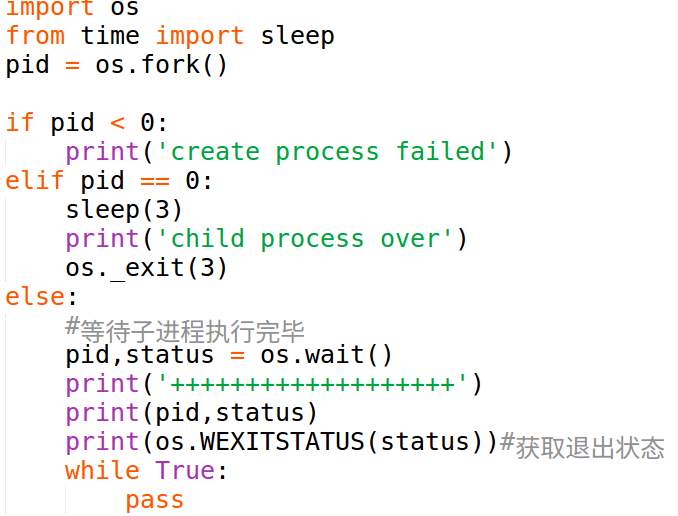 import os
from time import sleep
pid = os.fork()
if pid < 0:
print('create process failed')
elif pid == 0:
sleep(3)
print('child process over')
os._exit(3)
else:
#等待子进程执行完毕
pid,status = os.wait()
print('+++++++++++++++++++')
print(pid,status)
print(os.WEXITSTATUS(status))#获取退出状态
while True:
pass